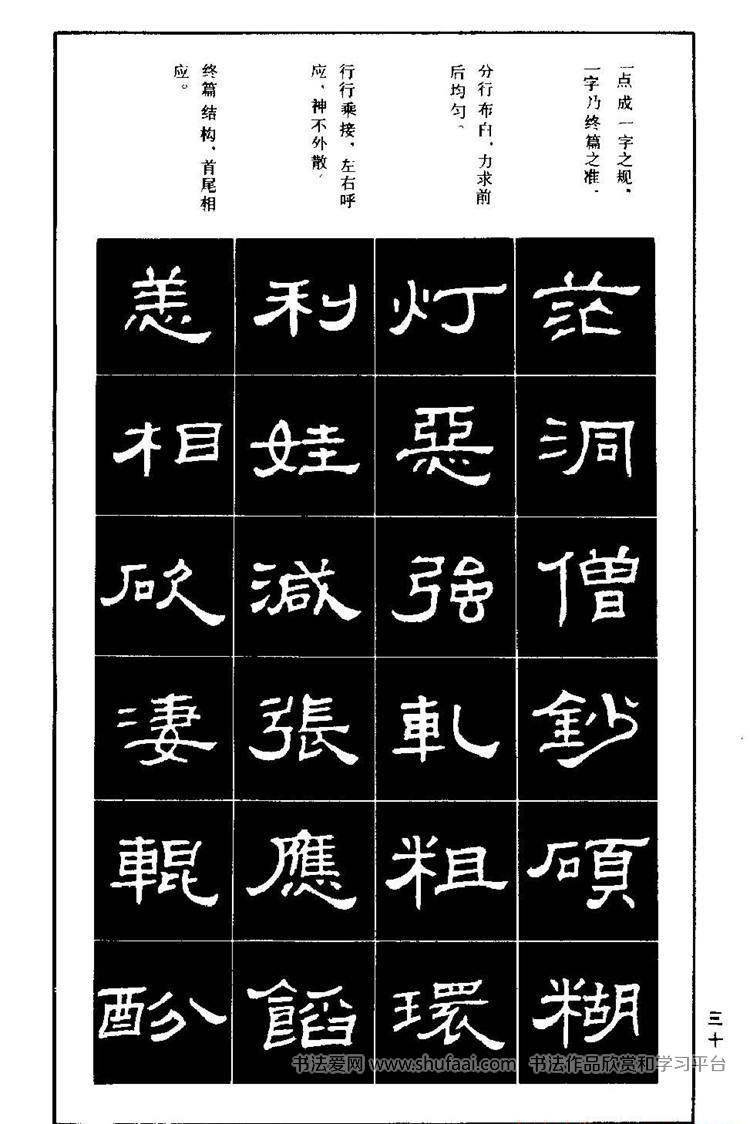 一点成一字之规，
一字乃终篇之准．
分行布白，力求前
后均匀。
行行乘接，左右呼
应，神不外散，
终篇结构，首尾相
应。
茫洞僧鈔碩糊
灯惡強軋粗環
利娃減張應饀
恙相砍淒輥酚
三十
书法爱网 www.shufaai.com 书法作品欣赏和学习平台